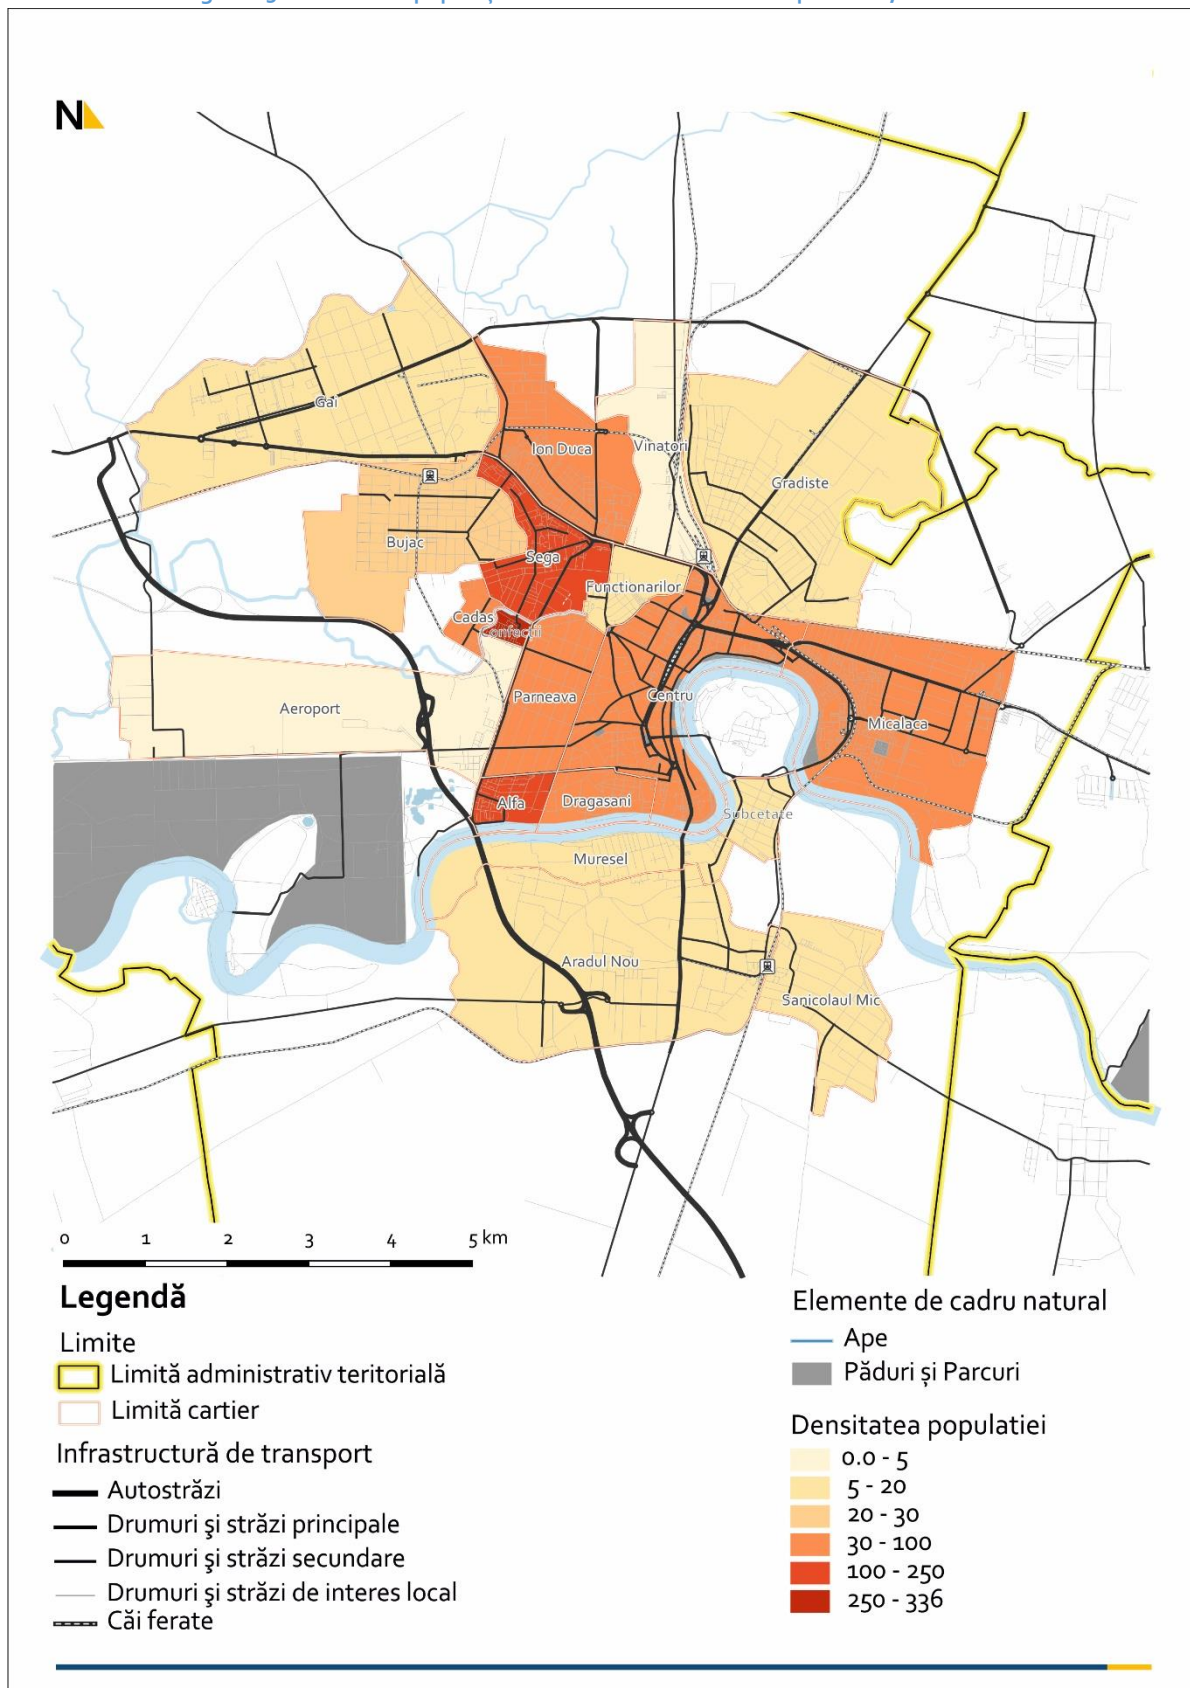 N
Gai
Ion Duca
Vinatori
Gradiste
Bujac
Sega
Functionarilor
Cadas
Confectii
Parneava
Centru
Aeroport
Micalaca
Alfa
Dragasani
Subcetate
Muresel
Aradul Nou
Sanicolaul Mic
0 1 2 3 4 5 km
Legendă
Limite
Limită administrativ teritorială
Limită cartier
Infrastructură de transport
Autostrăzi
Drumuri şi străzi principale
Drumuri şi străzi secundare
Drumuri şi străzi de interes local
Căi ferate
Elemente de cadru natural
Ape
Păduri și Parcuri
Densitatea populatiei
0.0 - 5
5 - 20
20 - 30
30 - 100
100 - 250
250 - 336